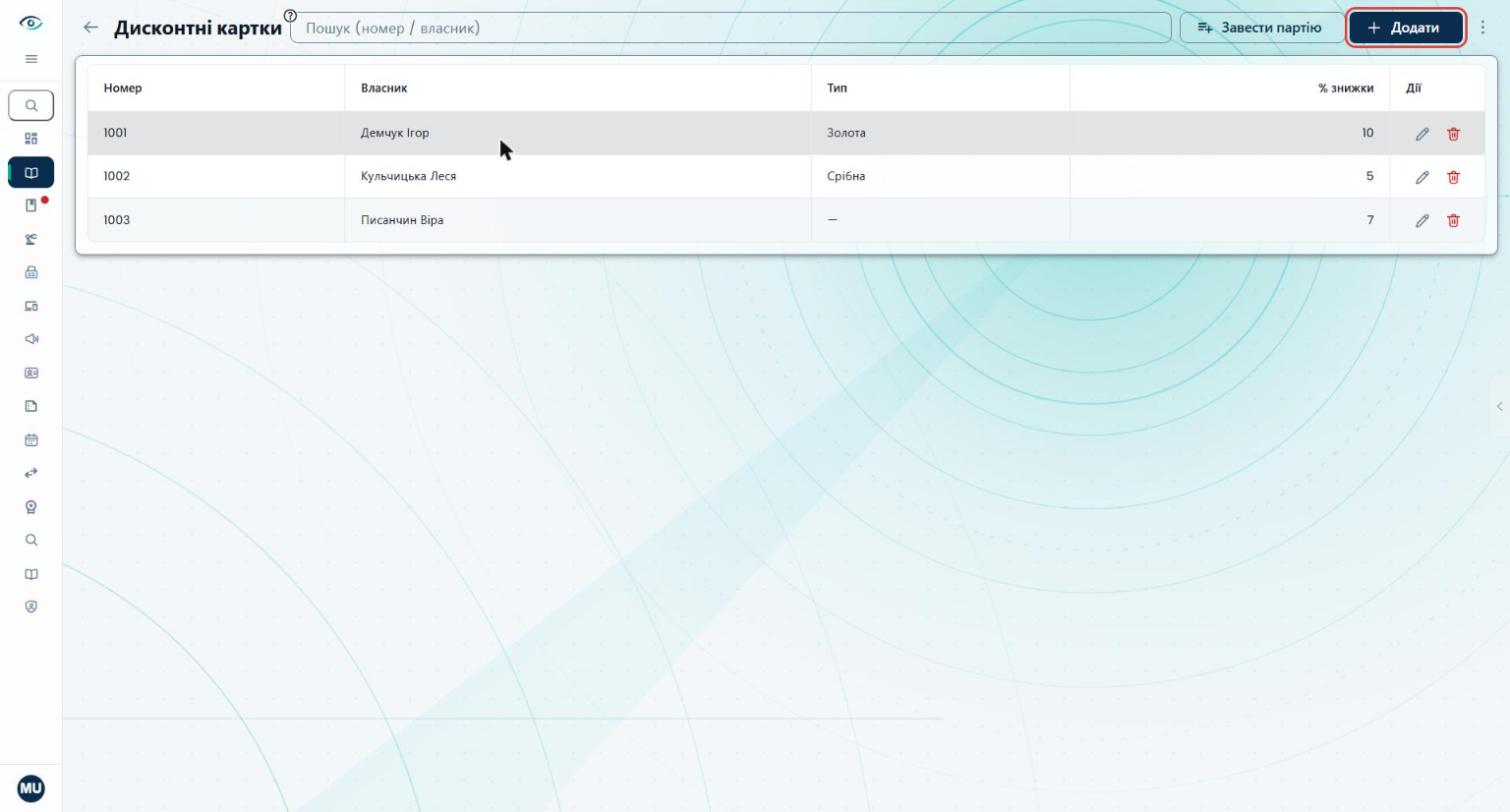 Дисконтні картки
?
Пошук (номер / власник)
Завести партію
+ Додати
Номер Власник Тип % знижки Дії
1001 Демчук Ігор Золота 10
1002 Кульчицька Леся Срібна 5
1003 Писанчин Віра — 7
MU